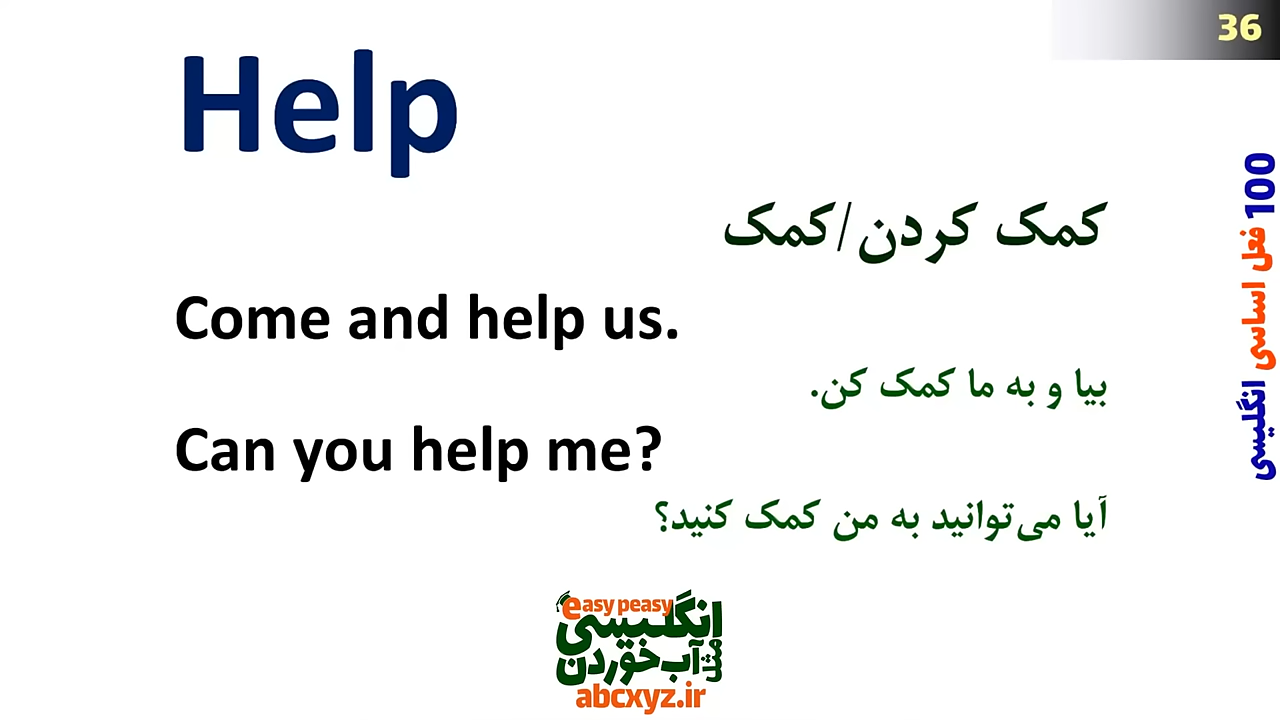 36
Help
کمک کردن/کمک
Come and help us.
بیا و به ما کمک کن.
Can you help me?
آیا می‌توانید به من کمک کنید؟
100 فعل اساسی انگلیسی
easy peasy
انگلیسی
مثل آب خوردن
abcxyz.ir